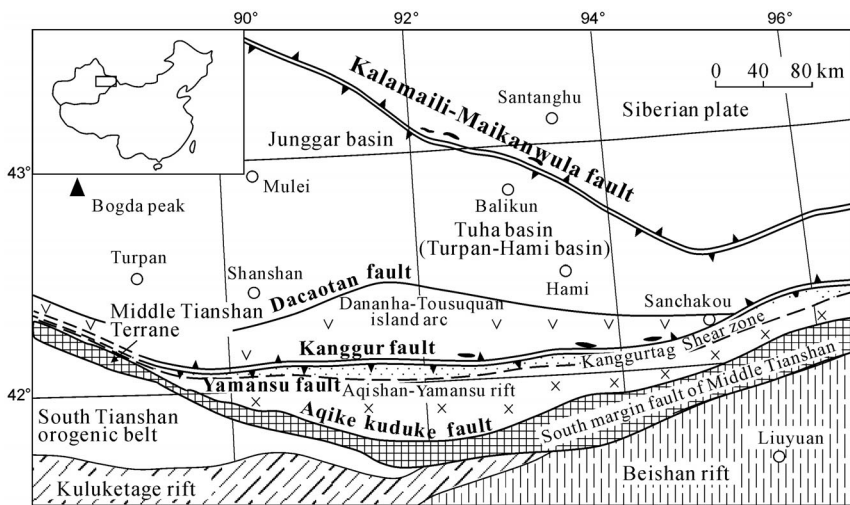 90°
92°
94°
96°
0 40 80 km
Kalamaili-Maikanwula fault
Santanghu
Siberian plate
Junggar basin
43°
Mulei
Balikun
Bogda peak
Tuha basin
(Turpan-Hami basin)
Turpan
Shanshan
Dacaotan fault
Hami
Middle Tianshan
Terrane
Dananha-Tousuquan
island arc
Sanchakou
Kanggur fault
Kanggurtag Shear zone
Yamansu fault
Aqishan-Yamansu rift
42°
Aqike kuduke fault
South margin fault of Middle Tianshan
South Tianshan
orogenic belt
Liuyuan
Beishan rift
Kuluketage rift